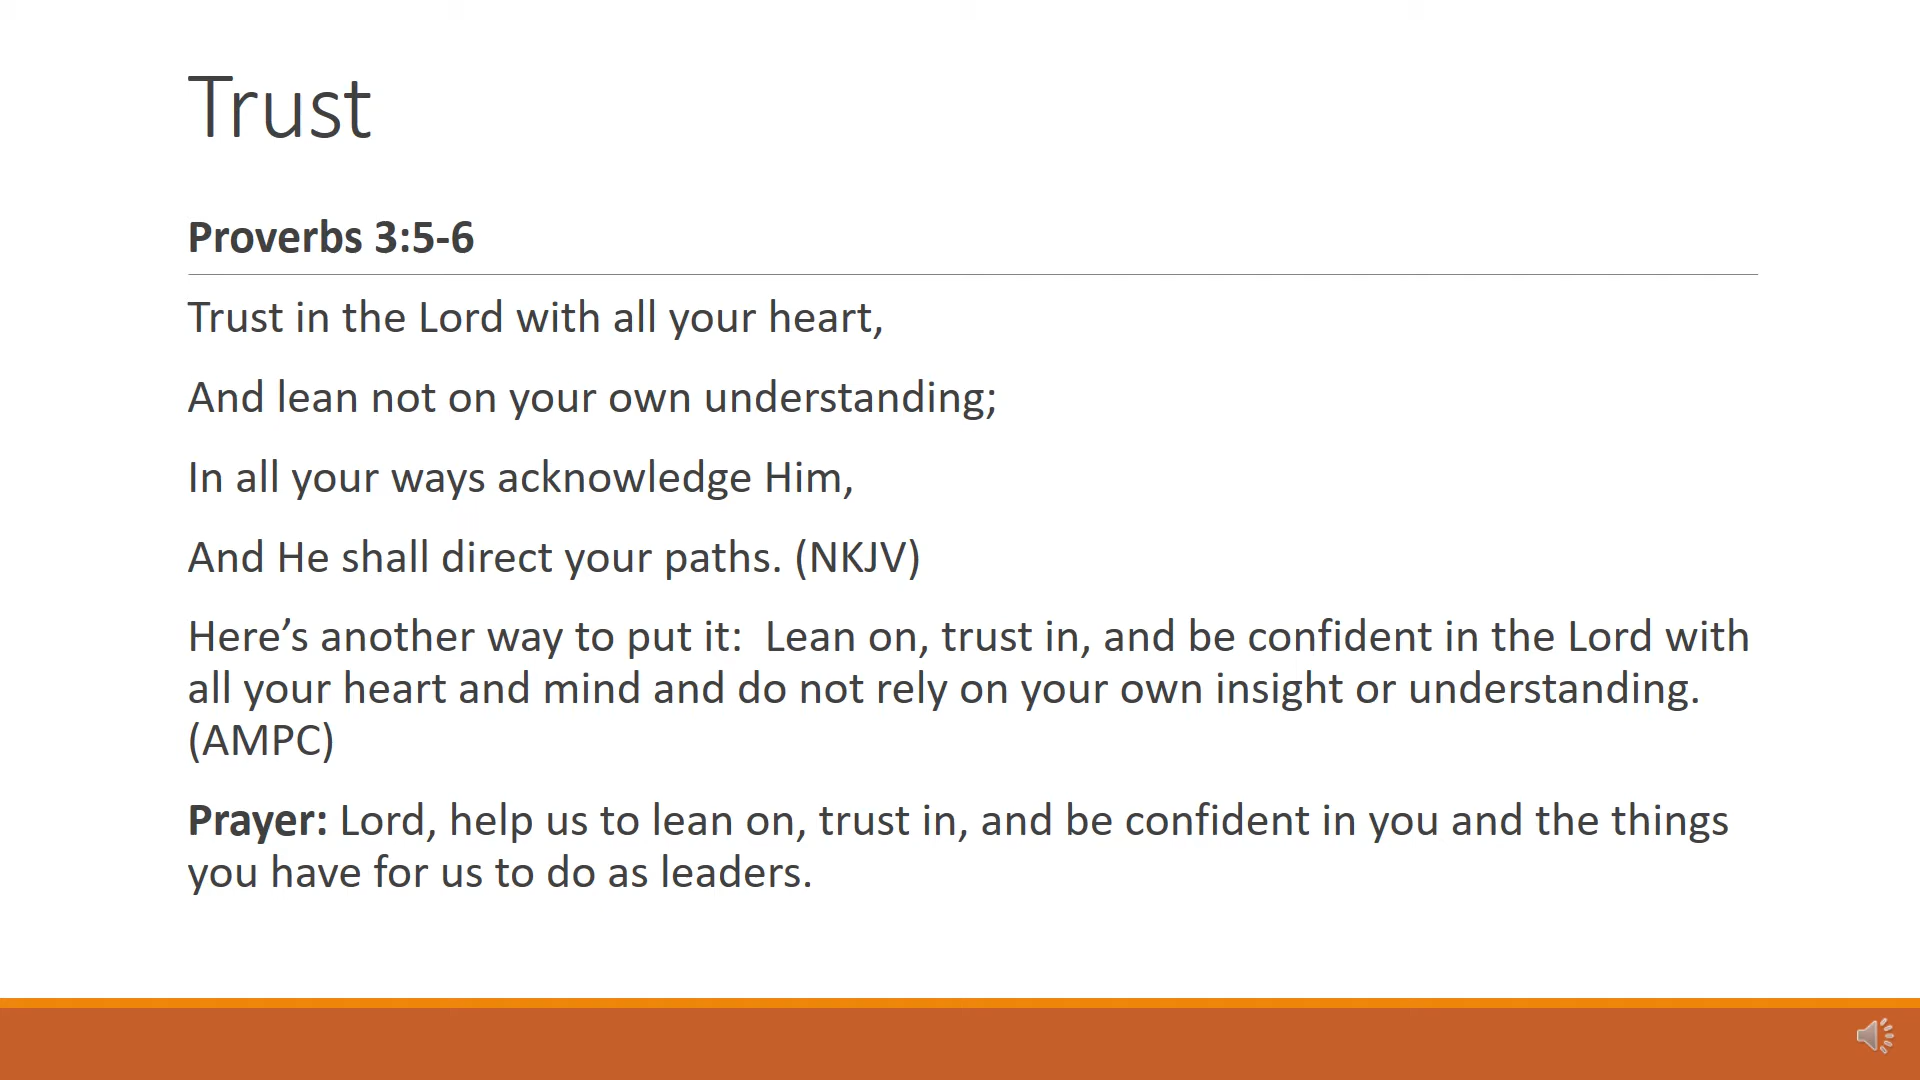 Trust
Proverbs 3:5-6
Trust in the Lord with all your heart,
And lean not on your own understanding;
In all your ways acknowledge Him,
And He shall direct your paths. (NKJV)
Here’s another way to put it:  Lean on, trust in, and be confident in the Lord with
all your heart and mind and do not rely on your own insight or understanding.
(AMPC)
Prayer: Lord, help us to lean on, trust in, and be confident in you and the things
you have for us to do as leaders.